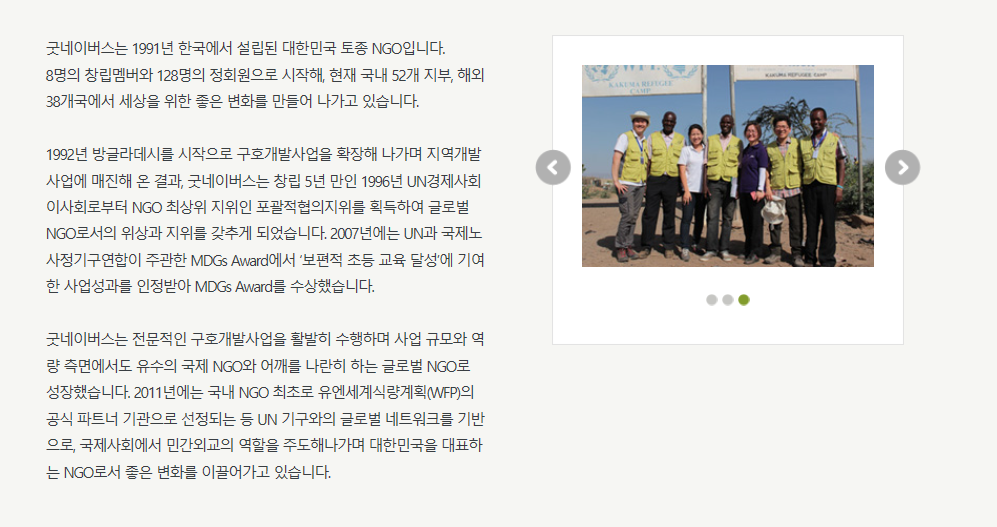 굿네이버스는 1991년 한국에서 설립된 대한민국 토종 NGO입니다.
8명의 창립멤버와 128명의 정회원으로 시작해, 현재 국내 52개 지부, 해외
38개국에서 세상을 위한 좋은 변화를 만들어 나가고 있습니다.
1992년 방글라데시를 시작으로 구호개발사업을 확장해 나가며 지역개발
사업에 매진해 온 결과, 굿네이버스는 창립 5년 만인 1996년 UN경제사회
이사회로부터 NGO 최상위 지위인 포괄적협의지위를 획득하여 글로벌
NGO로서의 위상과 지위를 갖추게 되었습니다. 2007년에는 UN과 국제노
사정기구연합이 주관한 MDGs Award에서 ‘보편적 초등 교육 달성’에 기여
한 사업성과를 인정받아 MDGs Award를 수상했습니다.
굿네이버스는 전문적인 구호개발사업을 활발히 수행하며 사업 규모와 역
량 측면에서도 유수의 국제 NGO와 어깨를 나란히 하는 글로벌 NGO로
성장했습니다. 2011년에는 국내 NGO 최초로 유엔세계식량계획(WFP)의
공식 파트너 기관으로 선정되는 등 UN 기구와의 글로벌 네트워크를 기반
으로, 국제사회에서 민간외교의 역할을 주도해나가며 대한민국을 대표하
는 NGO로서 좋은 변화를 이끌어가고 있습니다.
WFP
KAKUMA REFUGEE
CAMP
KAKUMA REFUGEE CAMP